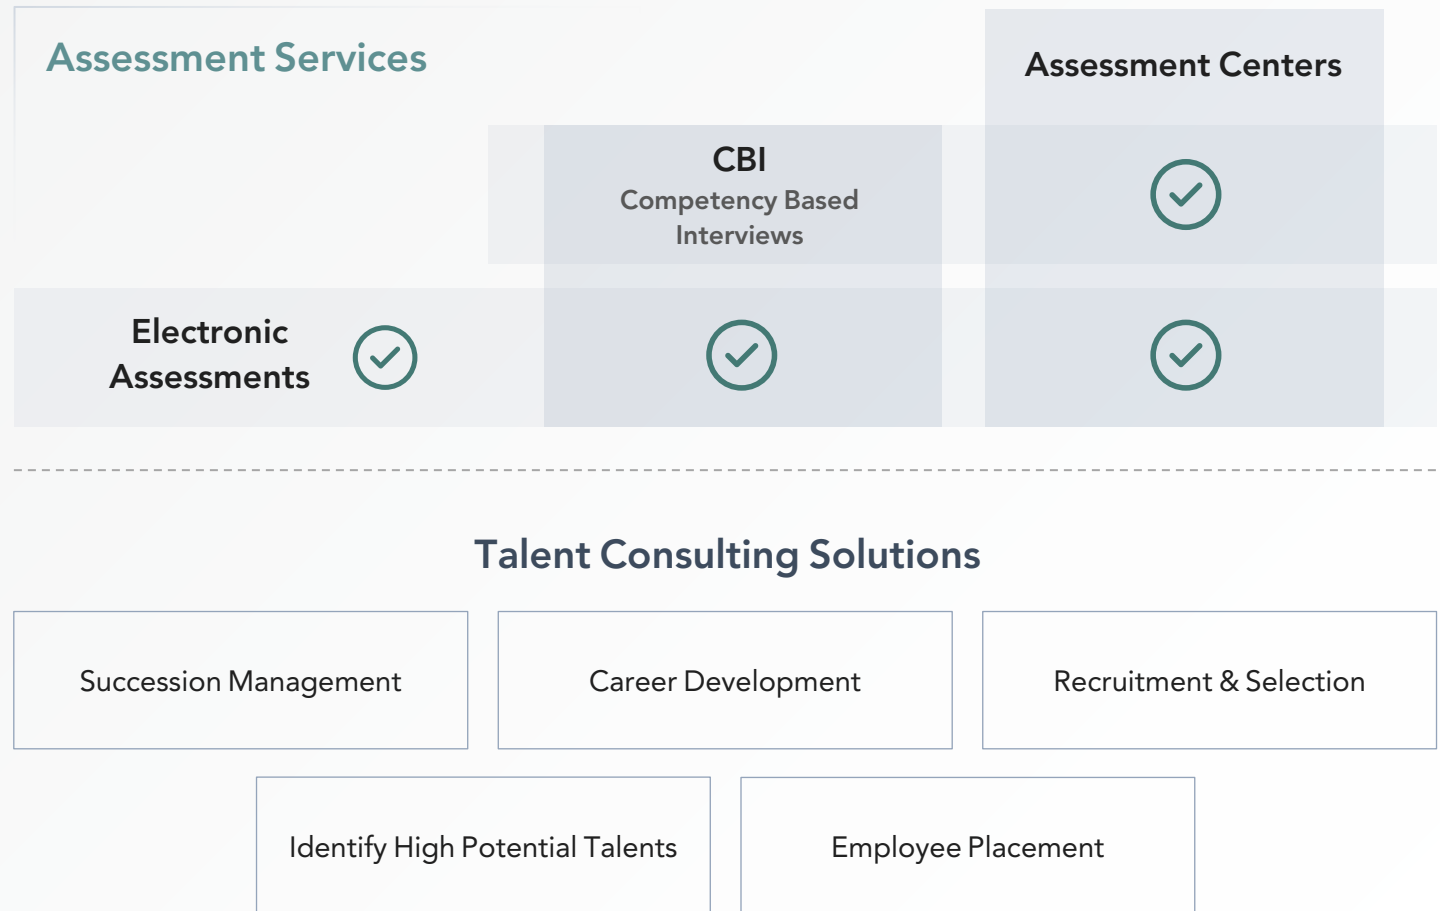 Assessment Services
Assessment Centers
CBI
Competency Based
Interviews
Electronic
Assessments
Talent Consulting Solutions
Succession Management
Career Development
Recruitment & Selection
Identify High Potential Talents
Employee Placement